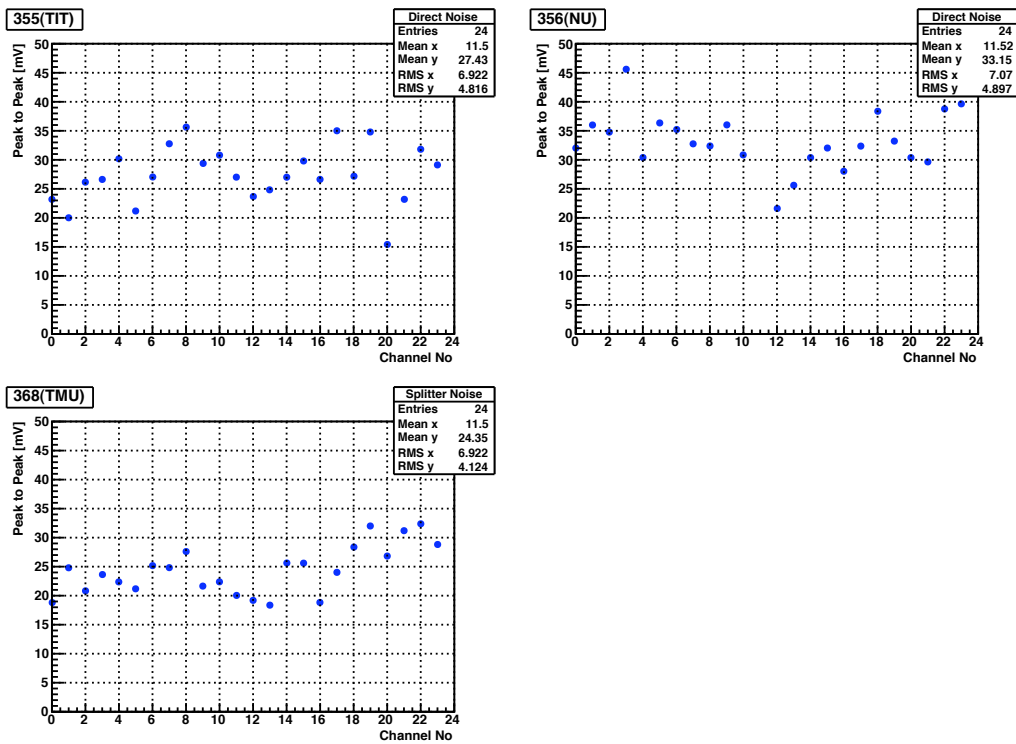 355(TIT)
Direct Noise
Entries 24
Mean x 11.5
Mean y 27.43
RMS x 6.922
RMS y 4.816
Peak to Peak [mV]
50
45
40
35
30
25
20
15
10
5
0
0 2 4 6 8 10 12 14 16 18 20 22 24
Channel No
356(NU)
Direct Noise
Entries 24
Mean x 11.52
Mean y 33.15
RMS x 7.07
RMS y 4.897
Peak to Peak [mV]
50
45
40
35
30
25
20
15
10
5
0
0 2 4 6 8 10 12 14 16 18 20 22 24
Channel No
368(TMU)
Splitter Noise
Entries 24
Mean x 11.5
Mean y 24.35
RMS x 6.922
RMS y 4.124
Peak to Peak [mV]
50
45
40
35
30
25
20
15
10
5
0
0 2 4 6 8 10 12 14 16 18 20 22 24
Channel No